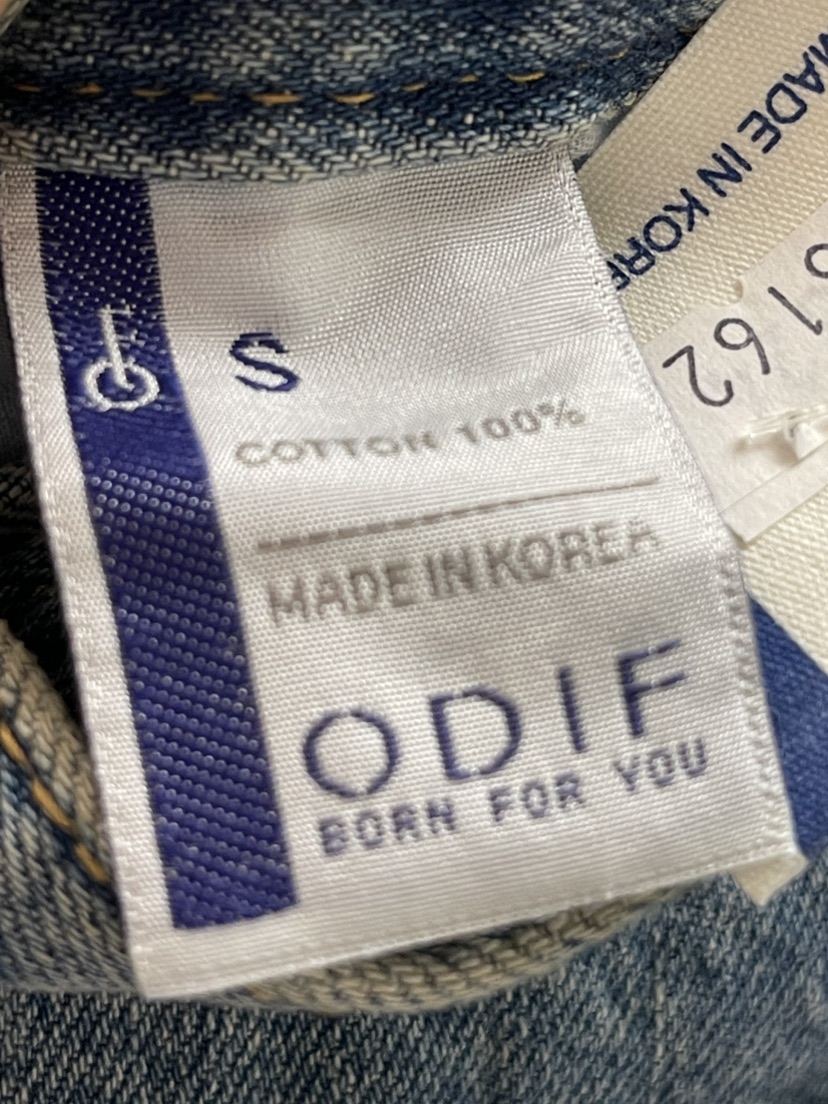 S
COTTON 100%
MADE IN KOREA
ODIF
BORN FOR YOU
MADE IN KORE
162